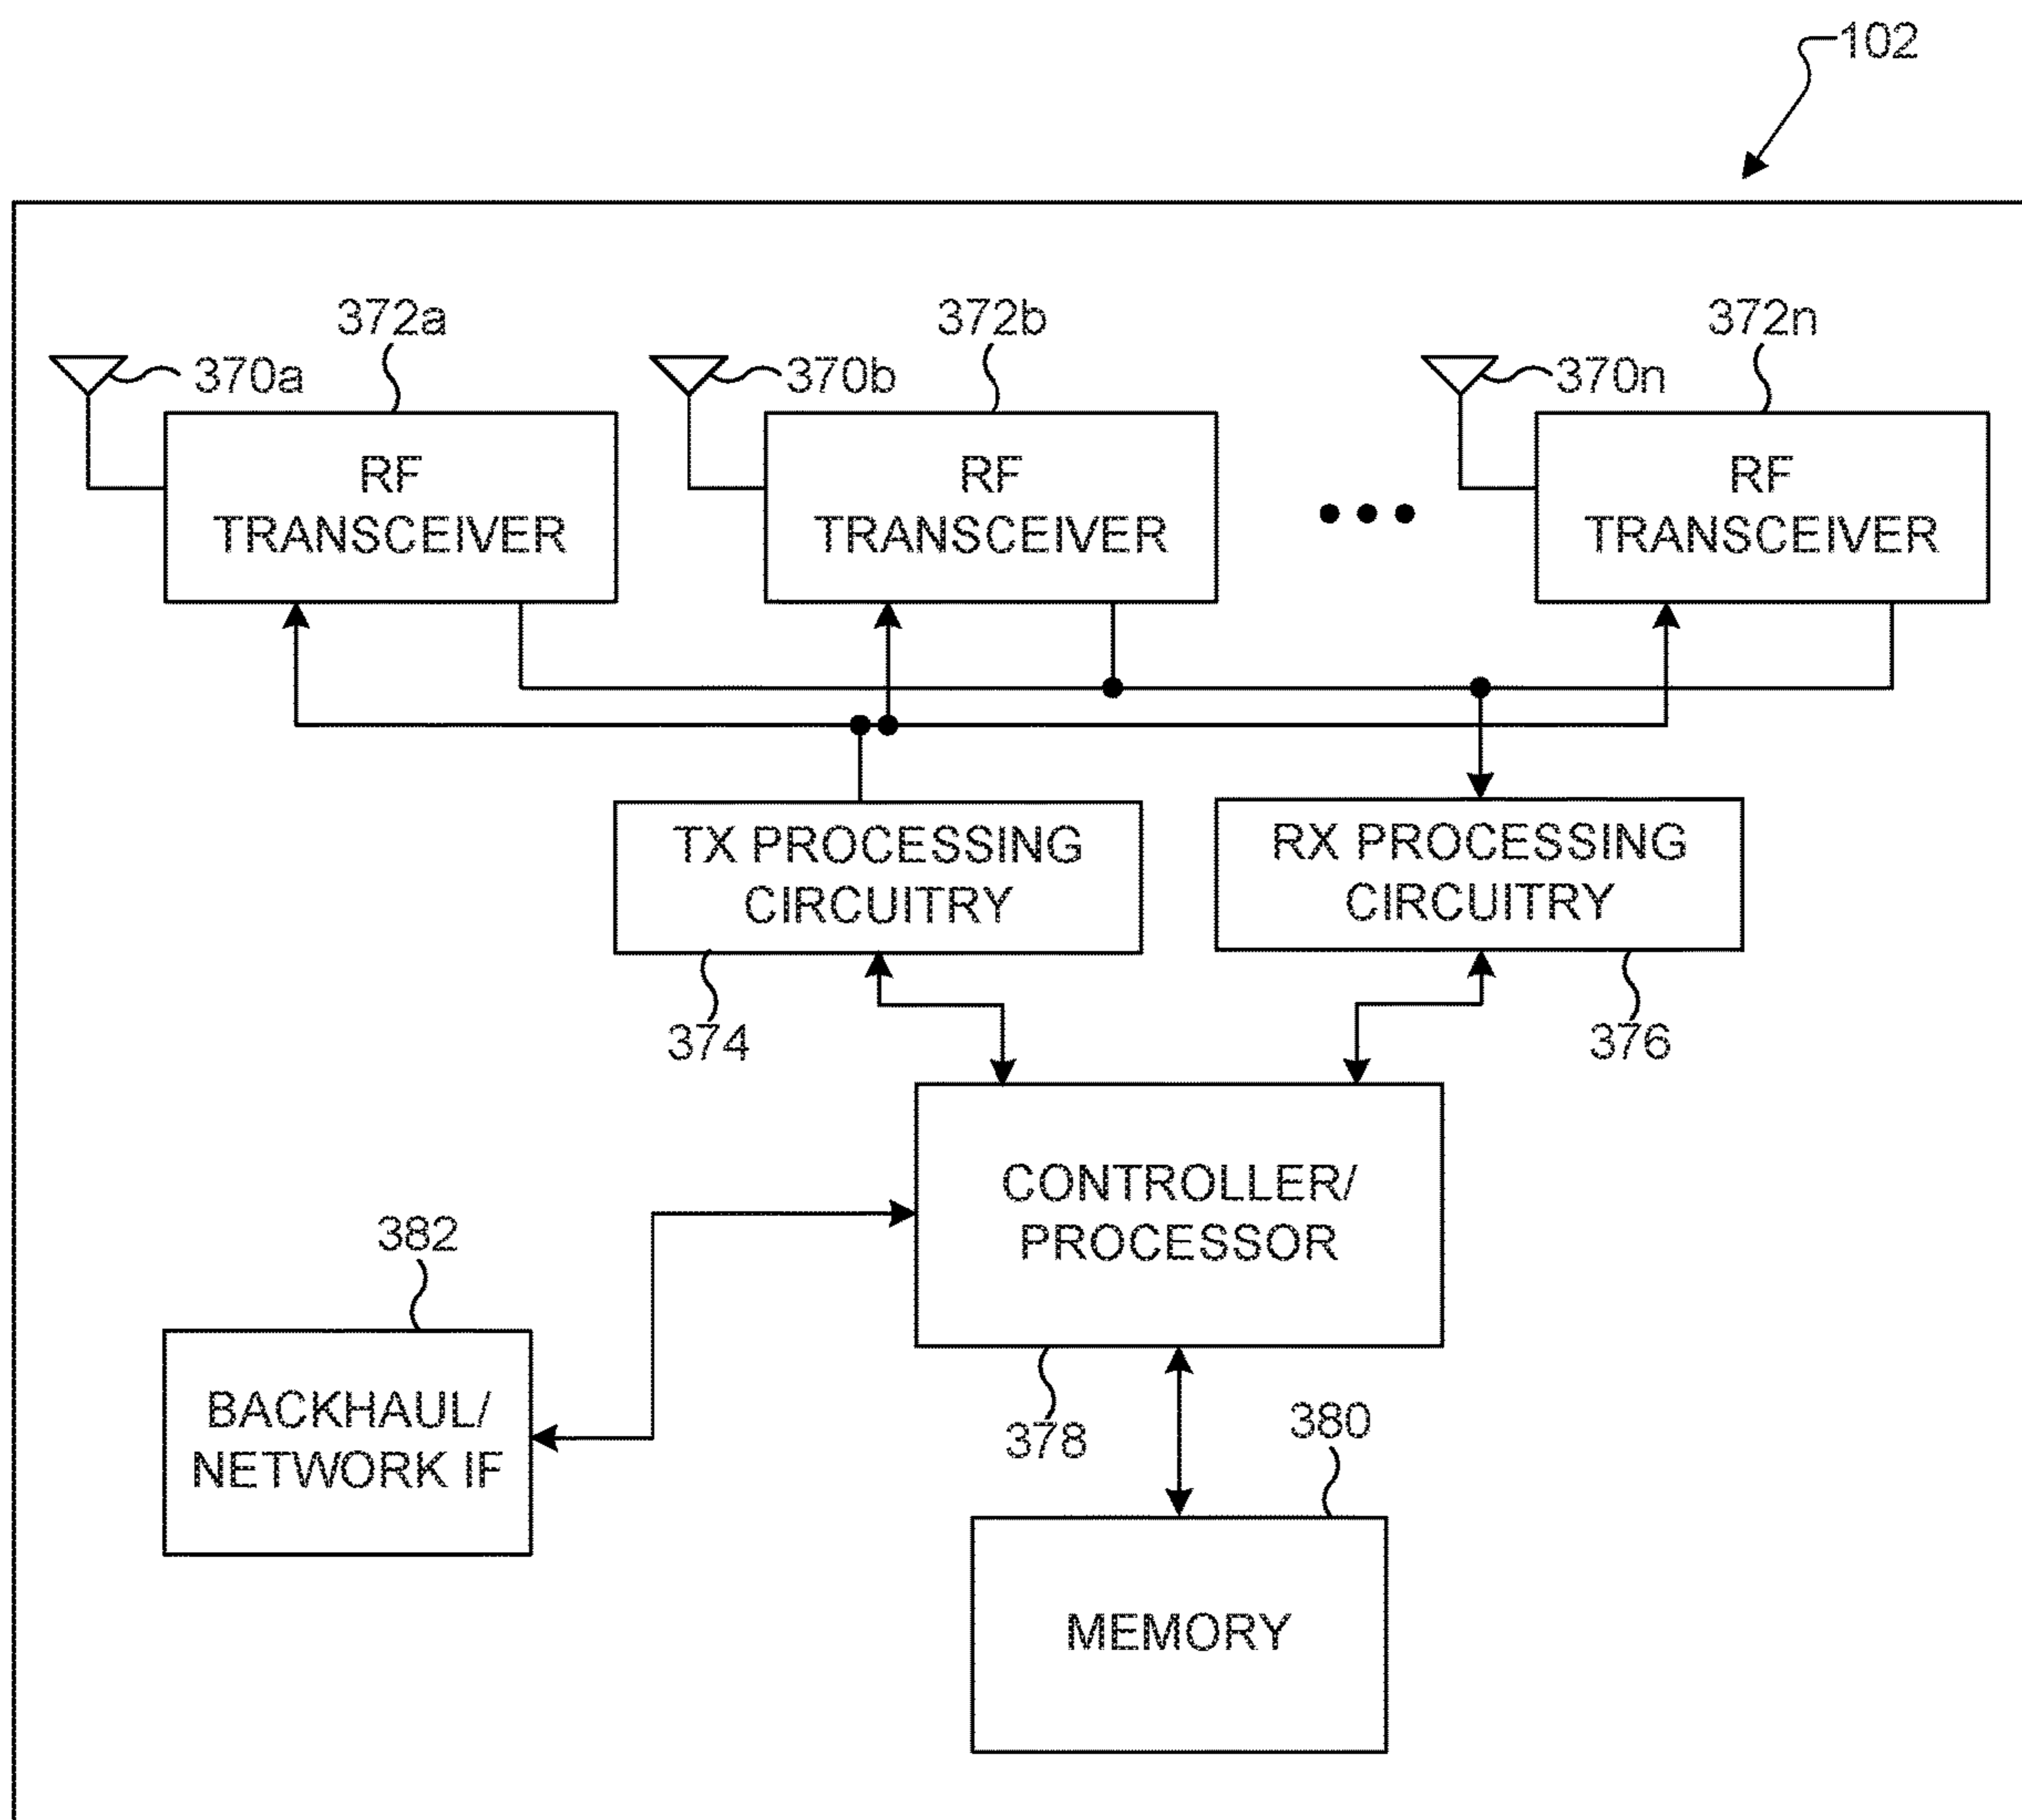 102
372a
372b
372n
370a
370b
370n
RF
TRANSCEIVER
RF
TRANSCEIVER
RF
TRANSCEIVER
TX PROCESSING
CIRCUITRY
RX PROCESSING
CIRCUITRY
374
376
CONTROLLER/
PROCESSOR
382
BACKHAUL/
NETWORK IF
378
380
MEMORY